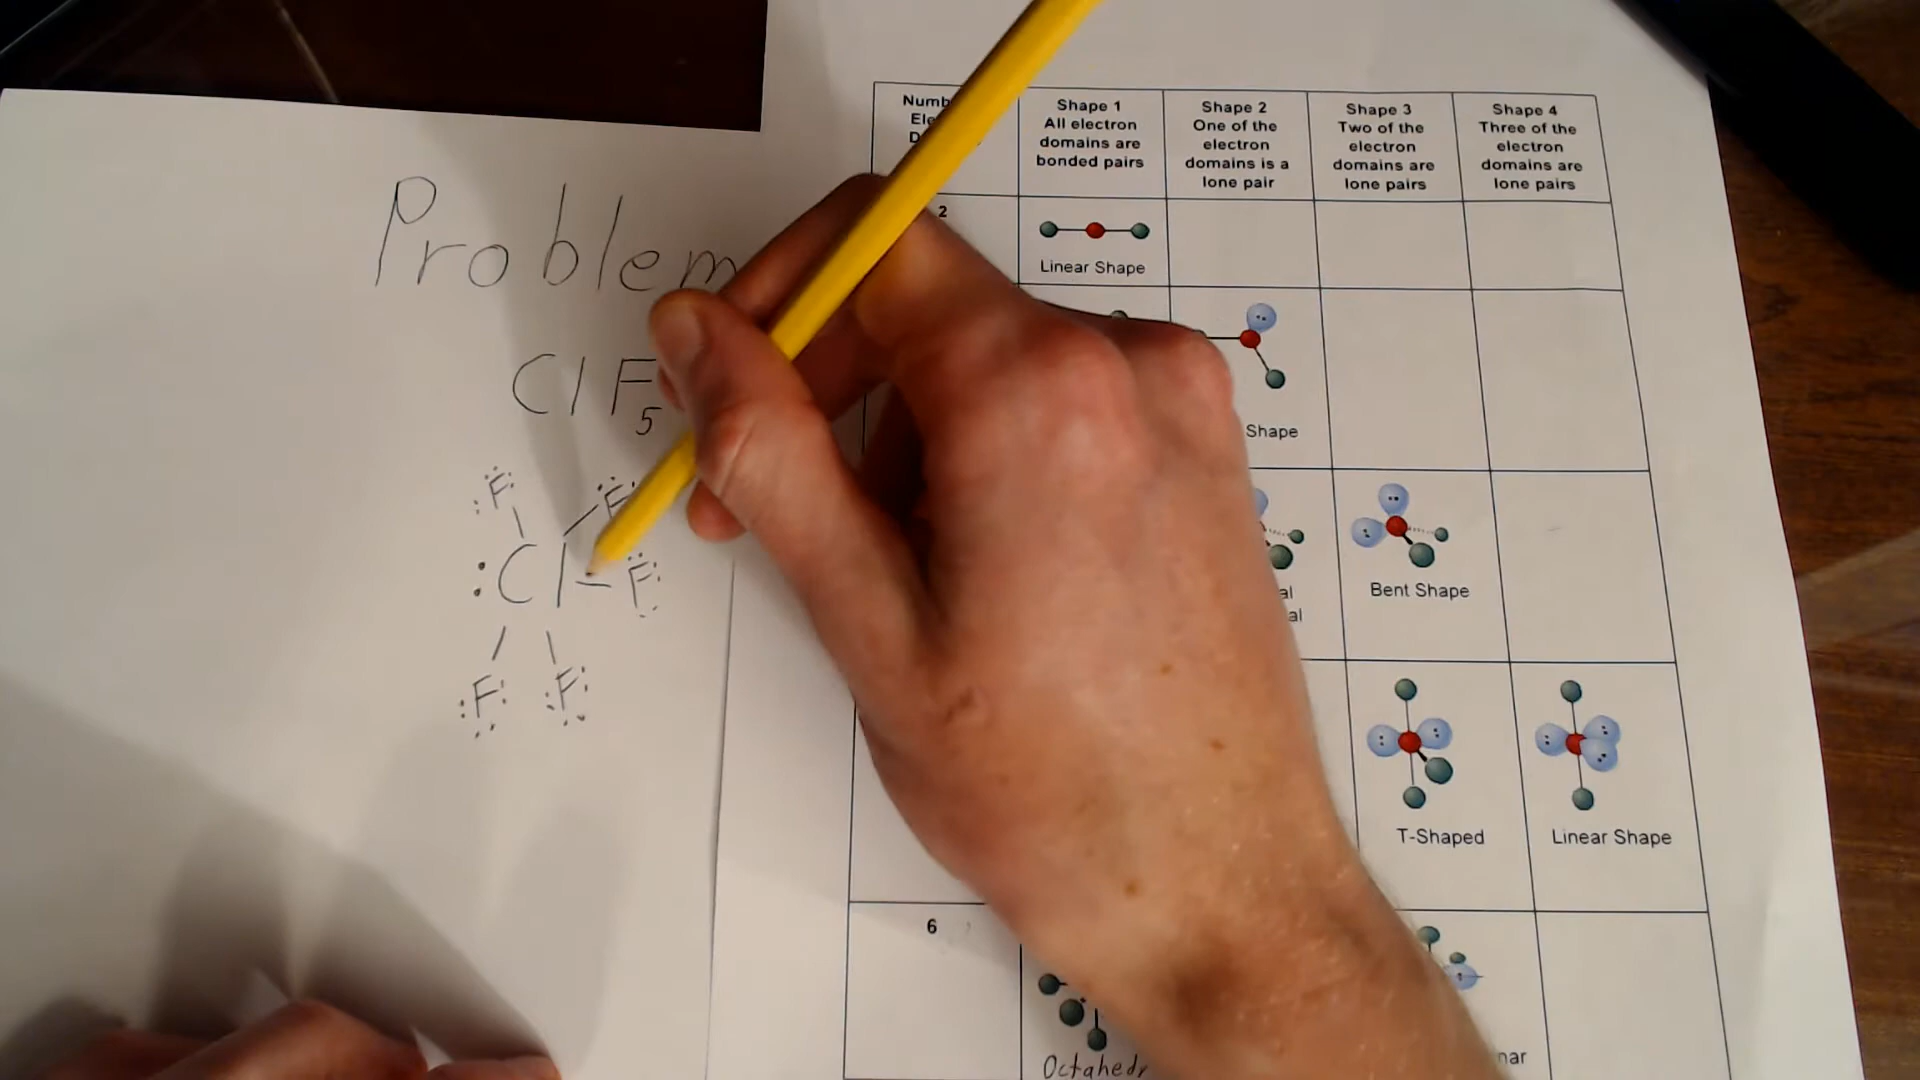 Problem
ClF5
F F
:Cl-F
F F
Shape 1
All electron
domains are
bonded pairs
Shape 2
One of the
electron
domains is a
lone pair
Shape 3
Two of the
electron
domains are
lone pairs
Shape 4
Three of the
electron
domains are
lone pairs
2
Linear Shape
Shape
Bent Shape
T-Shaped
Linear Shape
6